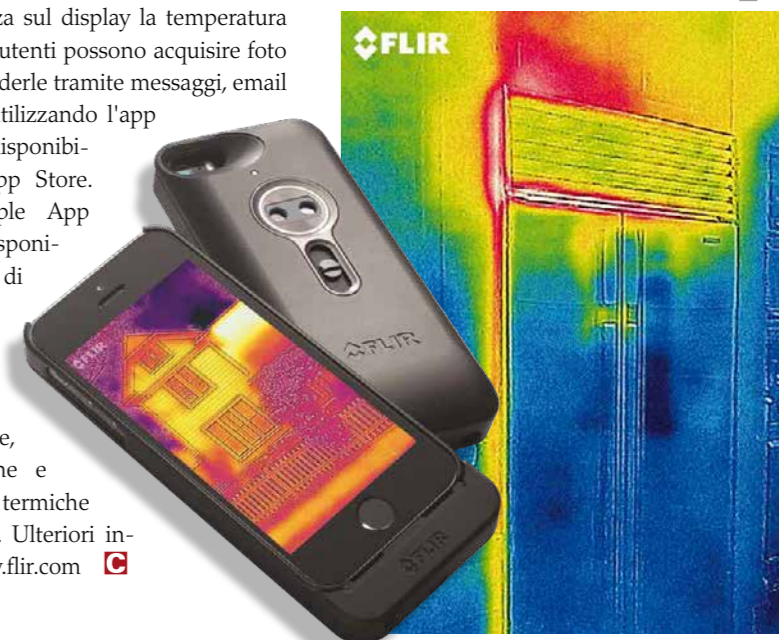 za sul display la temperatura
utenti possono acquisire foto
derle tramite messaggi, email
tilizzando l'app
isponibi-
pp Store.
ple App
sponi-
di
e,
ne e
termiche
. Ulteriori in-
.flir.com C
FLIR
FLIR
FLIR
FLIR